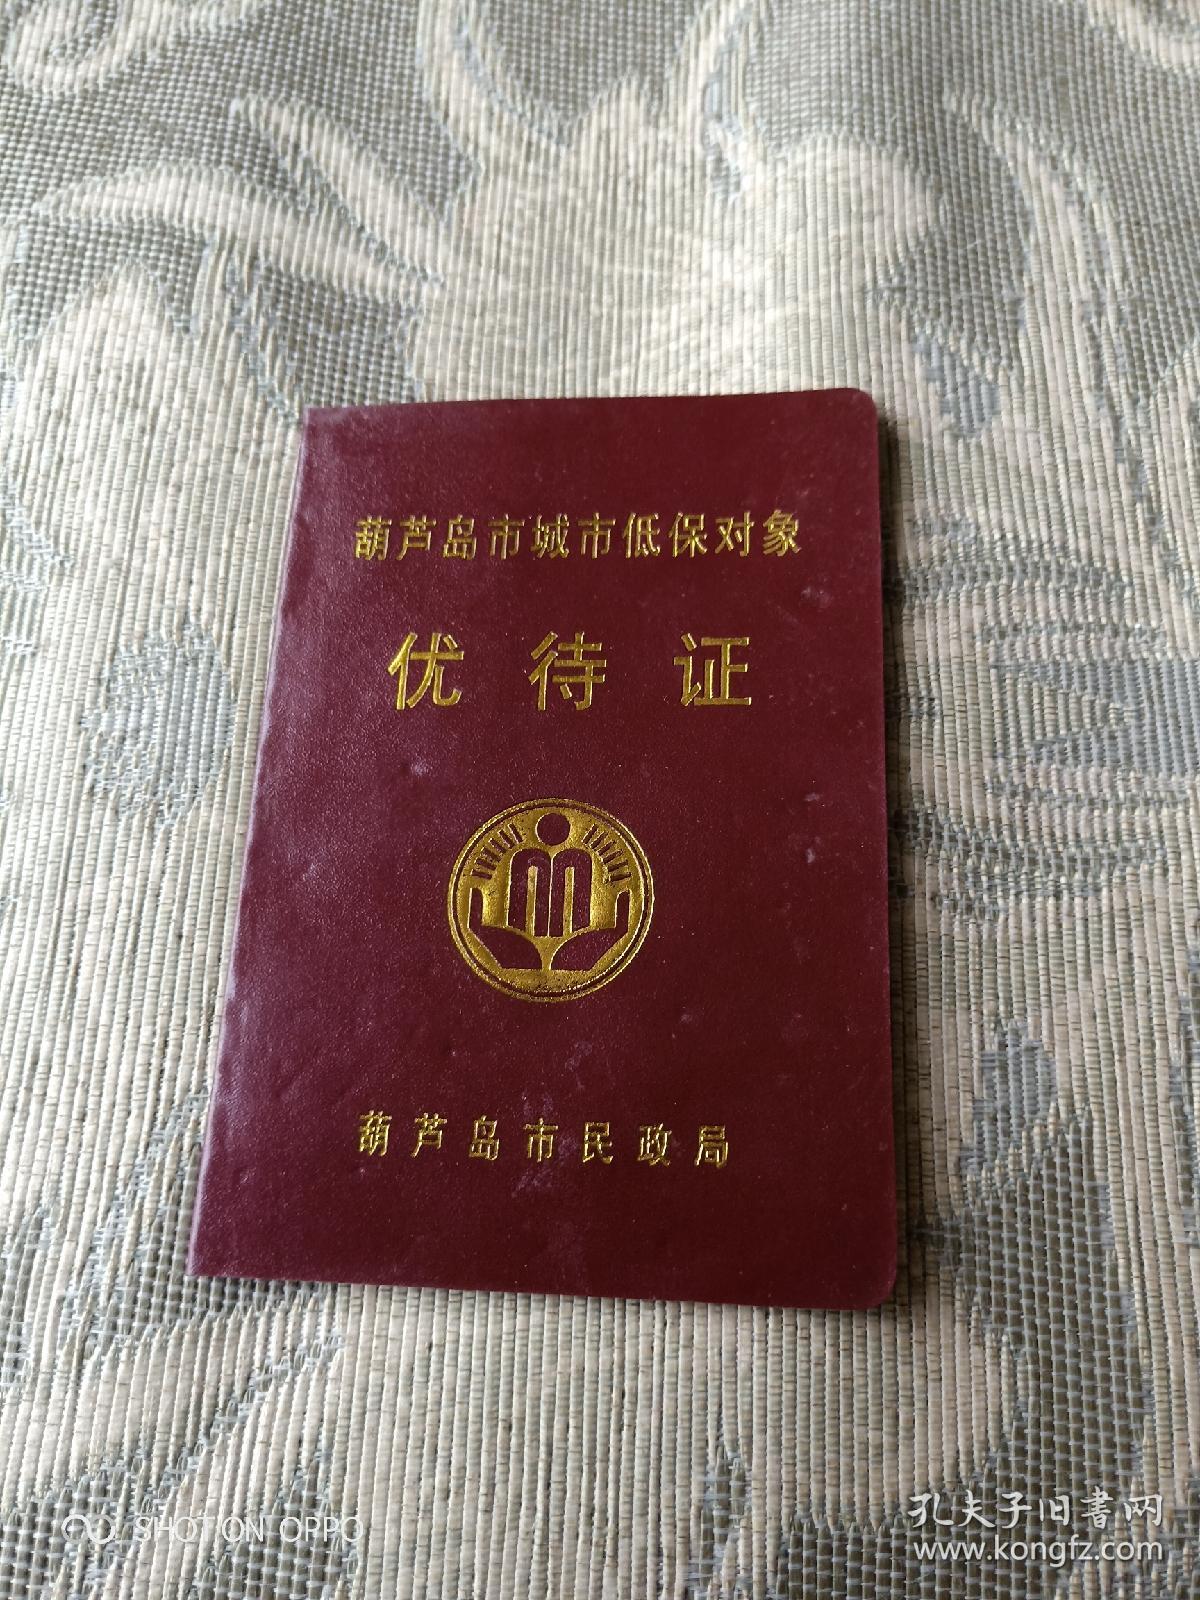 葫芦岛市城市低保对象
优待证
葫芦岛市民政局
SHOT ON OPPO
孔夫子旧書网
www.kongfz.com